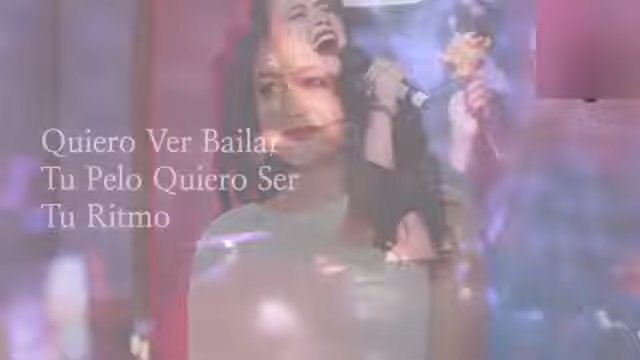 Quiero Ver Bailar
Tu Pelo Quiero Ser
Tu Ritmo